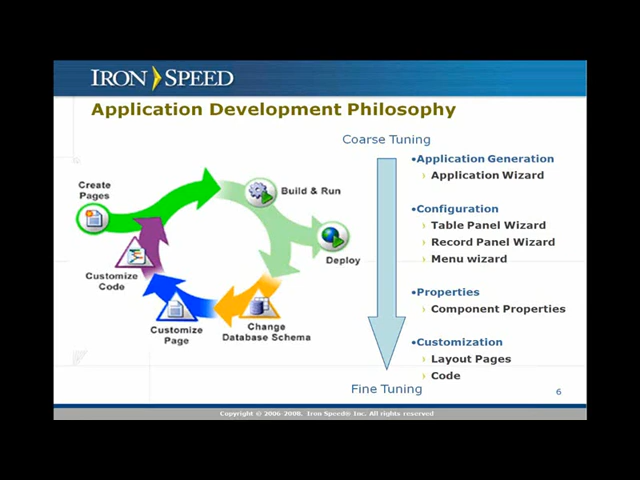 IRON SPEED
Application Development Philosophy
Create
Pages
Build & Run
Deploy
Change
Database Schema
Customize
Page
Customize
Code
Coarse Tuning
•Application Generation
› Application Wizard
•Configuration
› Table Panel Wizard
› Record Panel Wizard
› Menu wizard
•Properties
› Component Properties
•Customization
› Layout Pages
› Code
Fine Tuning
6
Copyright © 2006-2008. Iron Speed® Inc. All rights reserved